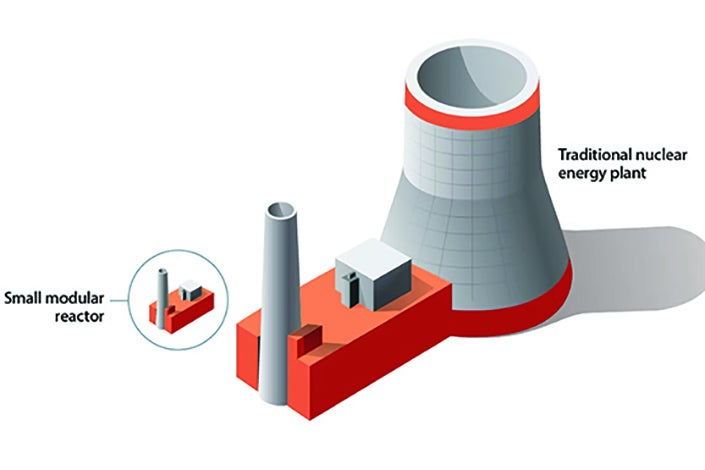 Small modular
reactor
Traditional nuclear
energy plant